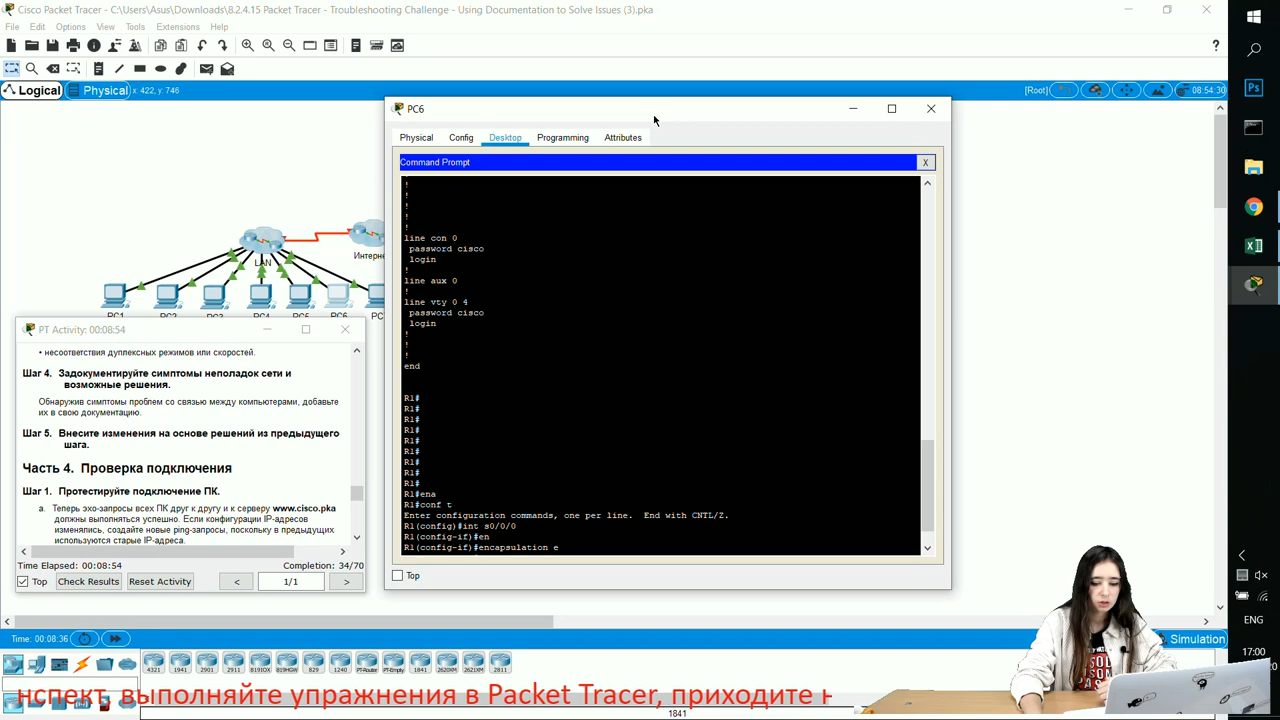 Cisco Packet Tracer - C:\Users\Asus\Downloads\8.2.4.15 Packet Tracer - Troubleshooting Challenge - Using Documentation to Solve Issues (3).pka
File Edit Options View Tools Extensions Help
?
Logical Physical x: 422, y: 746 [Root] 08:54:30
PC6
Physical Config Desktop Programming Attributes
Command Prompt X
!
!
!
!
!
line con 0
password cisco
login
!
line aux 0
!
line vty 0 4
password cisco
login
!
!
!
end
R1#
R1#
R1#
R1#
R1#
R1#
R1#
R1#
R1#
R1#ena
R1#conf t
Enter configuration commands, one per line. End with CNTL/Z.
R1(config)#int s0/0/0
R1(config-if)#en
R1(config-if)#encapsulation e
Top
LAN
Интерне
PC1 PC2 PC3 PC4 PC5 PC6 PC
PT Activity: 00:08:54
• несоответствия дуплексных режимов или скоростей.
Шаг 4. Задокументируйте симптомы неполадок сети и
возможные решения.
Обнаружив симптомы проблем со связью между компьютерами, добавьте
их в свою документацию.
Шаг 5. Внесите изменения на основе решений из предыдущего
шага.
Часть 4. Проверка подключения
Шаг 1. Протестируйте подключение ПК.
a. Теперь эхо-запросы всех ПК друг к другу и к серверу www.cisco.pka
должны выполняться успешно. Если конфигурации IP-адресов
изменялись, создайте новые ping-запросы, поскольку в предыдущих
используются старые IP-адреса.
Time Elapsed: 00:08:54 Completion: 34/70
Top Check Results Reset Activity < 1/1 >
Time: 00:08:36 Simulation
4321 1941 2901 2911 819IOX 819HGW 829 1240 PT-Router PT-Empty 1841 2620XM 2621XM 2811
нспект, выполняйте упражнения в Packet Tracer, приходите н
1841
Ps
ENG
17:00